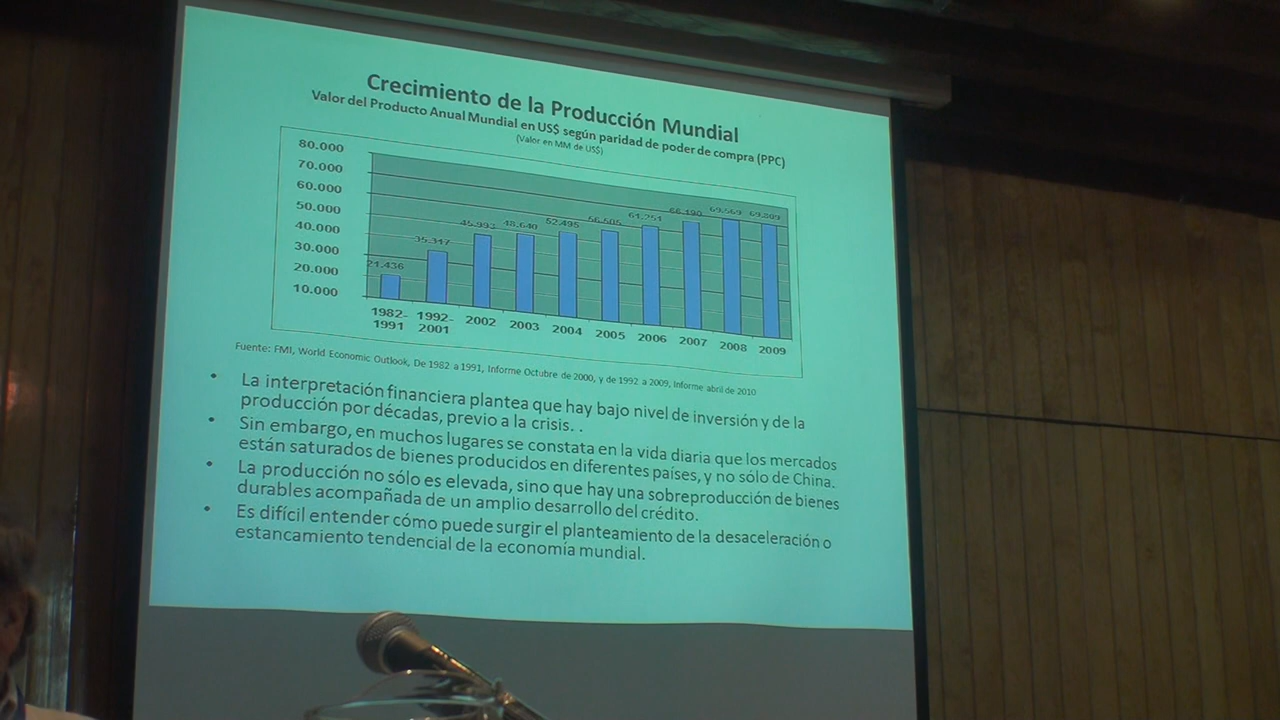 Crecimiento de la Producción Mundial
Valor del Producto Anual Mundial en US$ según paridad de poder de compra (PPC)
(Valor en MM de US$)
80.000
70.000
60.000
50.000
40.000
30.000
20.000
10.000
21.436 35.317 45.993 48.640 52.495 56.505 61.251 66.190 69.569 69.809
1982-1991 1992-2001 2002 2003 2004 2005 2006 2007 2008 2009
Fuente: FMI, World Economic Outlook, De 1982 a 1991, Informe Octubre de 2000, y de 1992 a 2009, Informe abril de 2010
• La interpretación financiera plantea que hay bajo nivel de inversión y de la
producción por décadas, previo a la crisis. .
• Sin embargo, en muchos lugares se constata en la vida diaria que los mercados
están saturados de bienes producidos en diferentes países, y no sólo de China.
• La producción no sólo es elevada, sino que hay una sobreproducción de bienes
durables acompañada de un amplio desarrollo del crédito.
• Es difícil entender cómo puede surgir el planteamiento de la desaceleración o
estancamiento tendencial de la economía mundial.